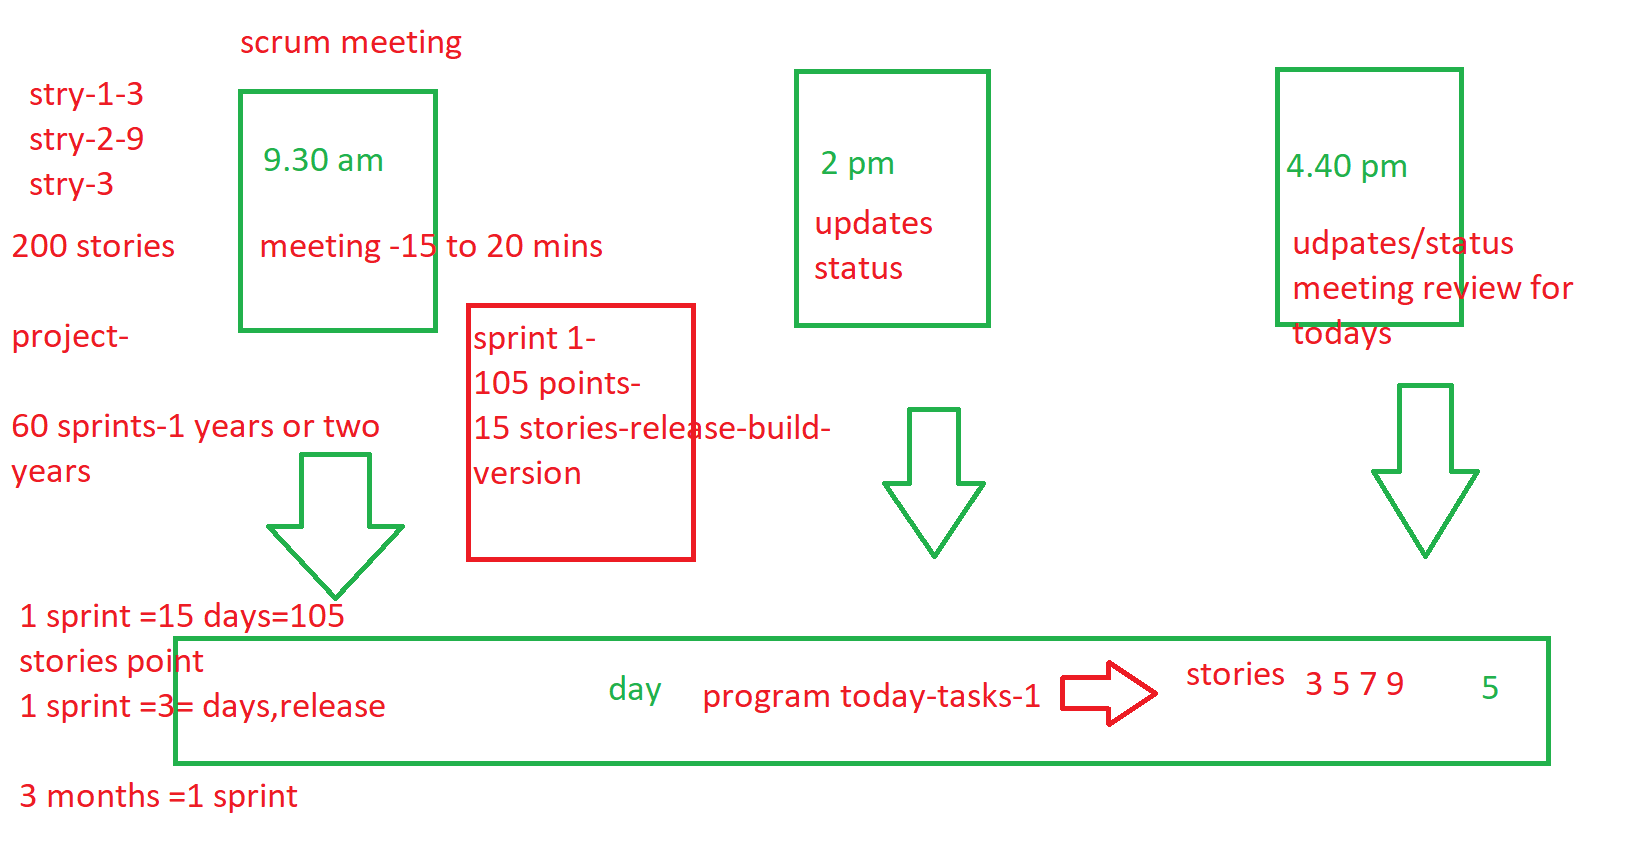 scrum meeting
stry-1-3
stry-2-9
stry-3
200 stories
project-
60 sprints-1 years or two
years
9.30 am
meeting -15 to 20 mins
sprint 1-
105 points-
15 stories-release-build-
version
2 pm
updates
status
4.40 pm
udpates/status
meeting review for
todays
1 sprint =15 days=105
stories point
1 sprint =3= days,release
3 months =1 sprint
day
program today-tasks-1
stories
3 5 7 9
5